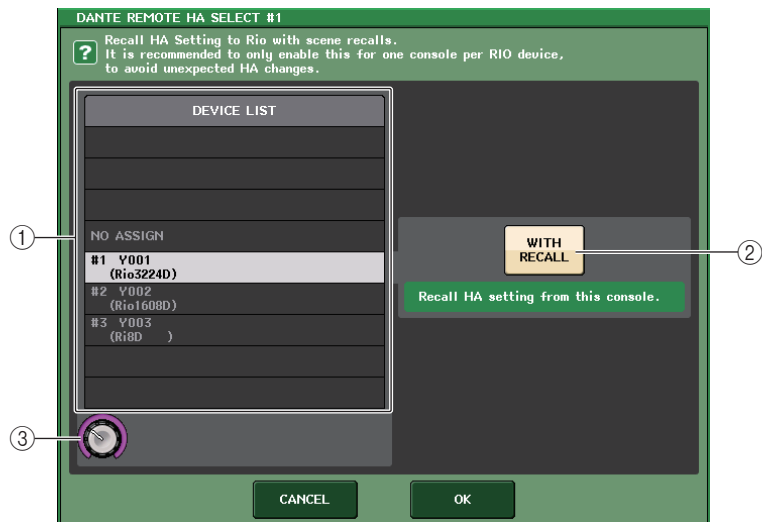 DANTE REMOTE HA SELECT #1
? Recall HA Setting to Rio with scene recalls.
It is recommended to only enable this for one console per RIO device,
to avoid unexpected HA changes.
DEVICE LIST
NO ASSIGN
#1 Y001
(Rio3224D)
#2 Y002
(Rio1608D)
#3 Y003
(Ri8D )
WITH
RECALL
Recall HA setting from this console.
1
2
3
CANCEL
OK